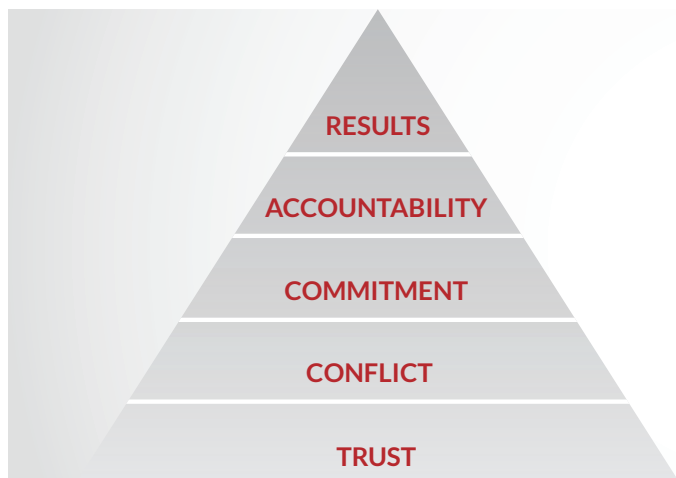 RESULTS
ACCOUNTABILITY
COMMITMENT
CONFLICT
TRUST